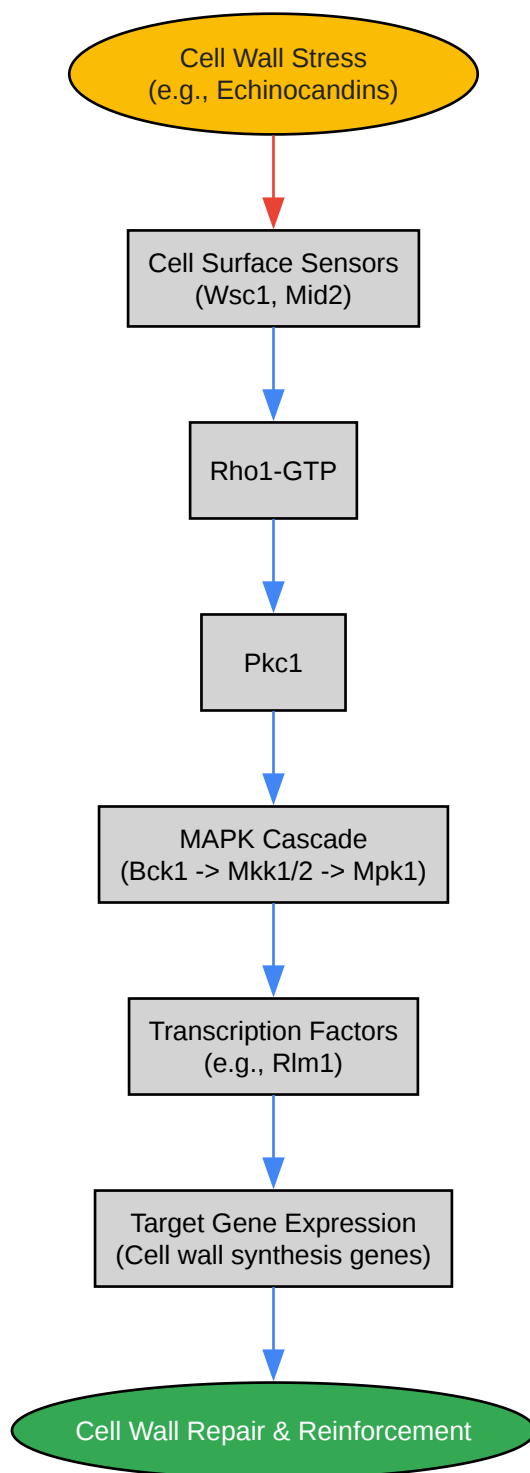 Cell Wall Stress
(e.g., Echinocandins)
Cell Surface Sensors
(Wsc1, Mid2)
Rho1-GTP
Pkc1
MAPK Cascade
(Bck1 -> Mkk1/2 -> Mpk1)
Transcription Factors
(e.g., Rlm1)
Target Gene Expression
(Cell wall synthesis genes)
Cell Wall Repair & Reinforcement